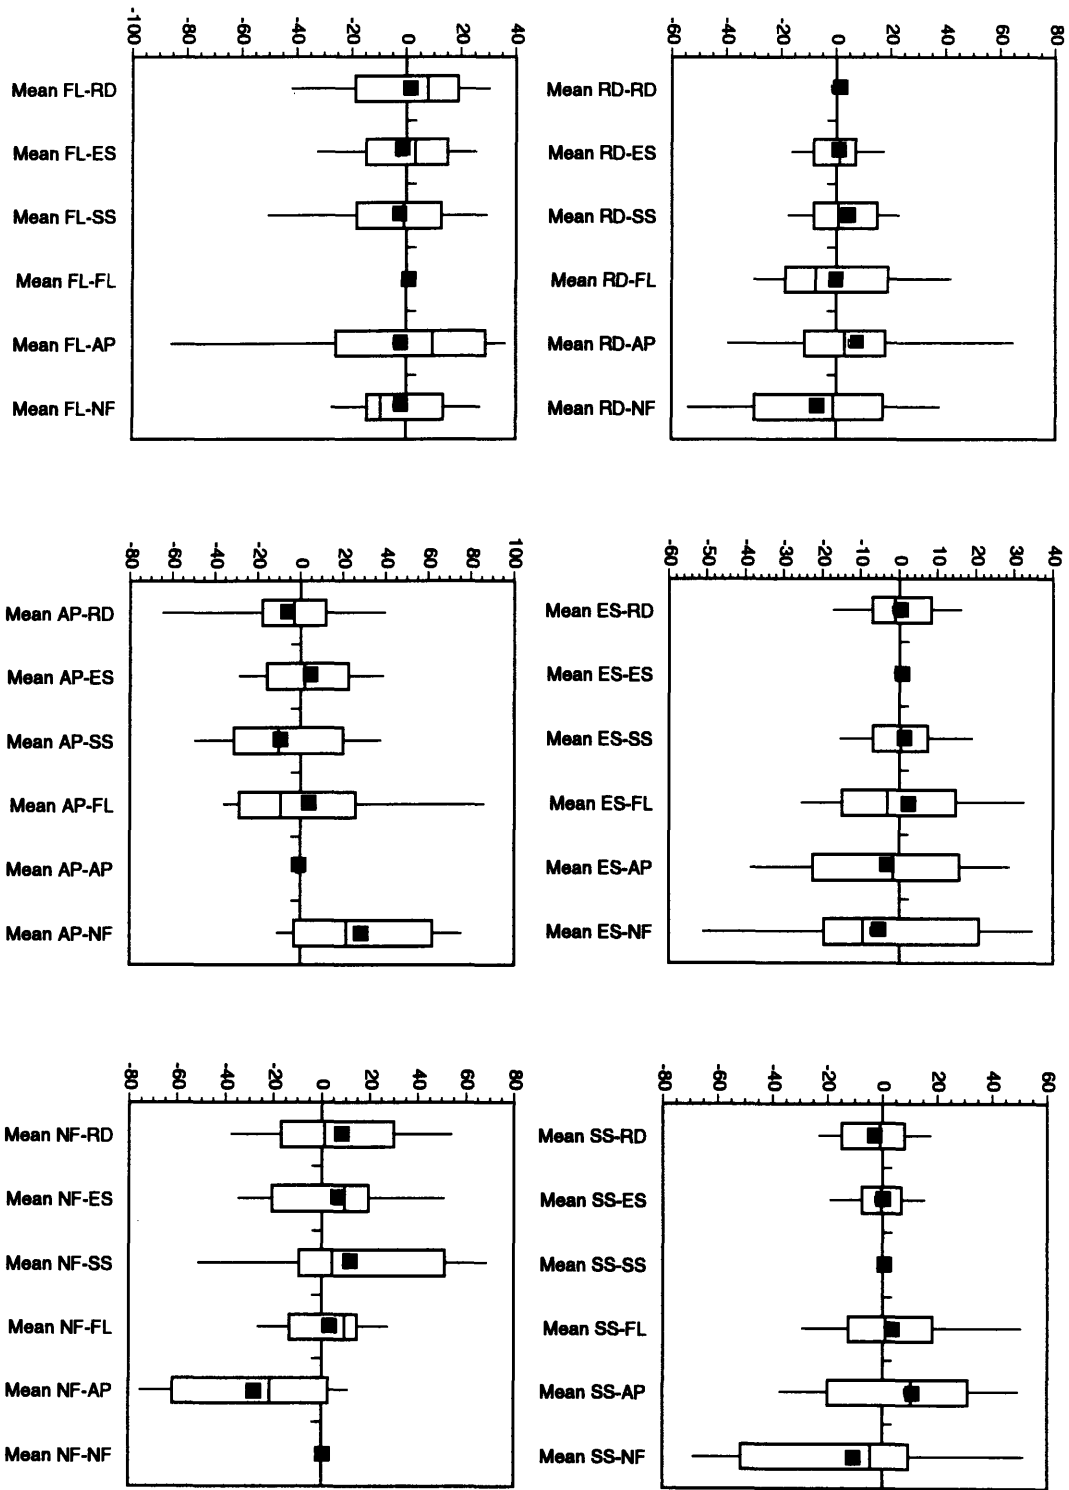 -100 -80 -60 -40 -20 0 20 40
Mean FL-RD
Mean FL-ES
Mean FL-SS
Mean FL-FL
Mean FL-AP
Mean FL-NF
-60 -40 -20 0 20 40 60 80
Mean RD-RD
Mean RD-ES
Mean RD-SS
Mean RD-FL
Mean RD-AP
Mean RD-NF
-80 -60 -40 -20 0 20 40 60 80 100
Mean AP-RD
Mean AP-ES
Mean AP-SS
Mean AP-FL
Mean AP-AP
Mean AP-NF
-60 -50 -40 -30 -20 -10 0 10 20 30 40
Mean ES-RD
Mean ES-ES
Mean ES-SS
Mean ES-FL
Mean ES-AP
Mean ES-NF
-80 -60 -40 -20 0 20 40 60 80
Mean NF-RD
Mean NF-ES
Mean NF-SS
Mean NF-FL
Mean NF-AP
Mean NF-NF
-80 -60 -40 -20 0 20 40 60
Mean SS-RD
Mean SS-ES
Mean SS-SS
Mean SS-FL
Mean SS-AP
Mean SS-NF